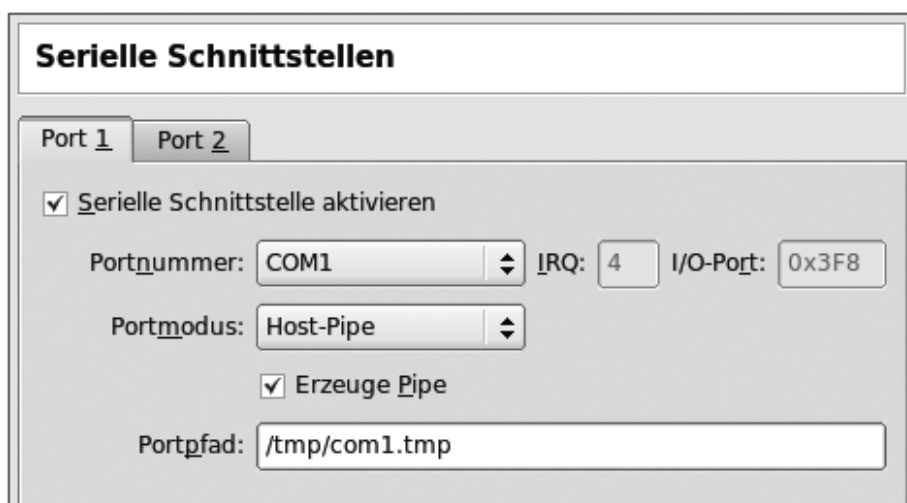 Serielle Schnittstellen
Port 1 Port 2
Serielle Schnittstelle aktivieren
Portnummer: COM1 IRQ: 4 I/O-Port: 0x3F8
Portmodus: Host-Pipe
Erzeuge Pipe
Portpfad: /tmp/com1.tmp